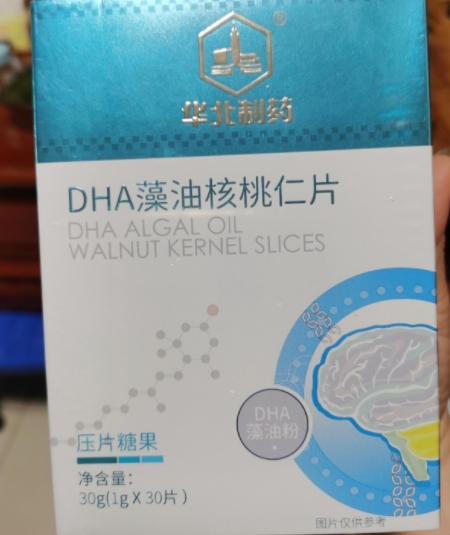 ®
华北制药
DHA藻油核桃仁片
DHA ALGAL OIL
WALNUT KERNEL SLICES
DHA
藻油粉
压片糖果
净含量：
30g(1g X 30片)
图片仅供参考